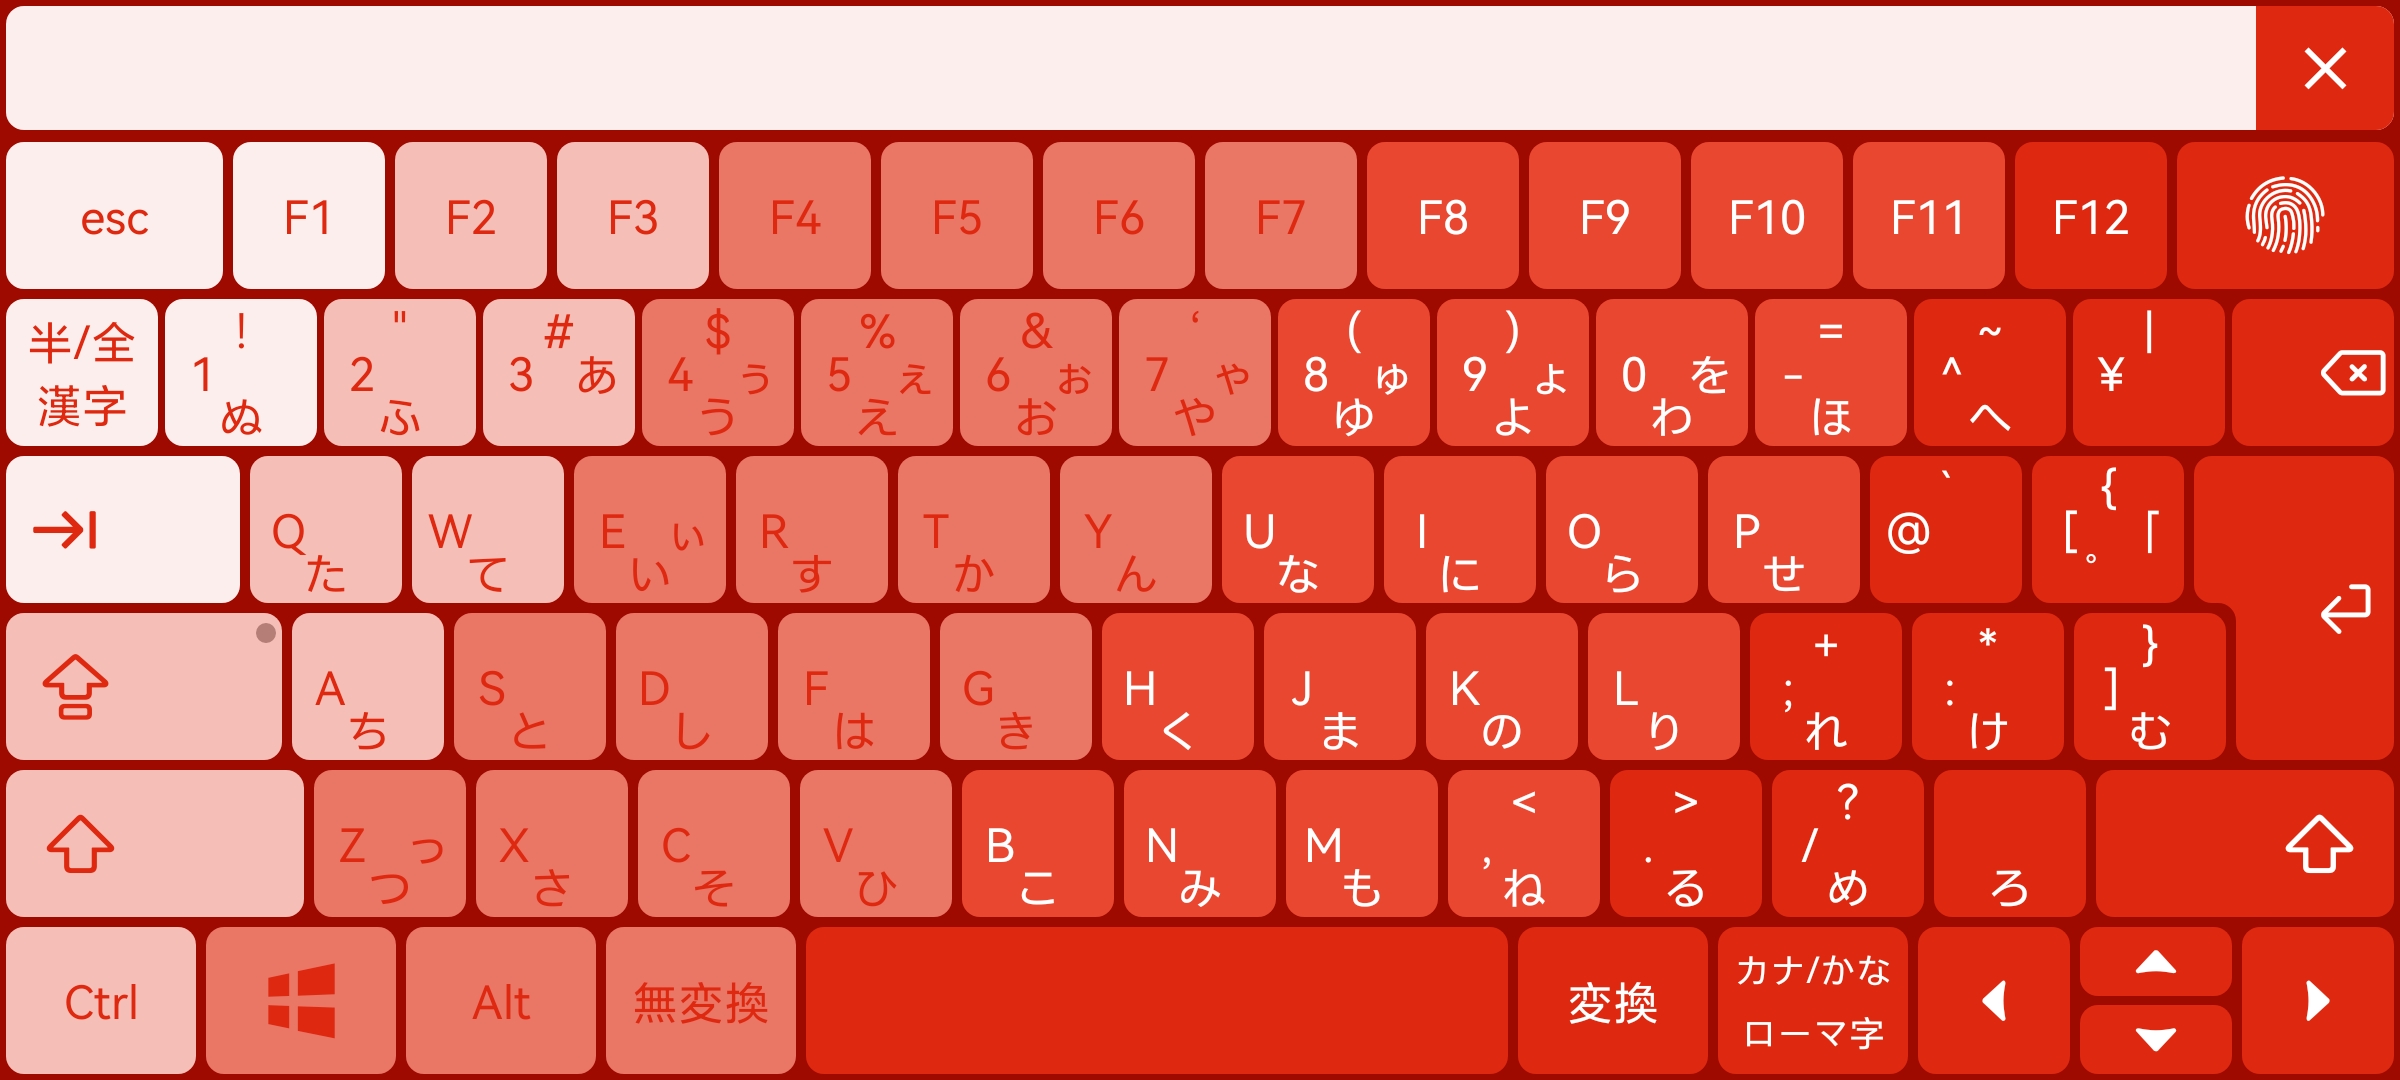 esc F1 F2 F3 F4 F5 F6 F7 F8 F9 F10 F11 F12
半/全 漢字 ! 1 ぬ " 2 ふ # 3 あ $ 4 ぅ う % 5 ぇ え & 6 ぉ お ‘ 7 ゃ や ( 8 ゅ ゆ ) 9 ょ よ 0 を わ = - ほ ~ ^ へ | ¥
Q た W て E ぃ い R す T か Y ん U な I に O ら P せ ` @ { [ ゜ ｢
A ち S と D し F は G き H く J ま K の L り + ; れ * : け } ] む
Z っ つ X さ C そ V ひ B こ N み M も < , ね > . る ? / め ろ
Ctrl Alt 無変換 変換 カナ/かな ローマ字